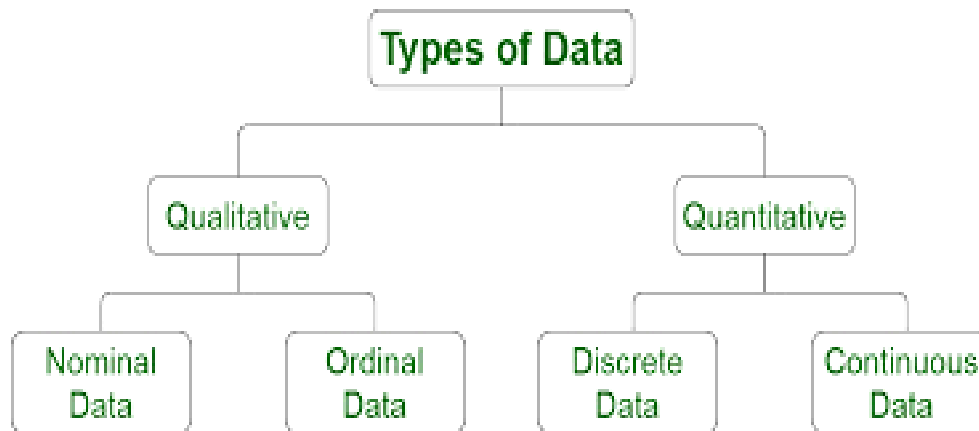 Types of Data
Qualitative
Quantitative
Nominal
Data
Ordinal
Data
Discrete
Data
Continuous
Data